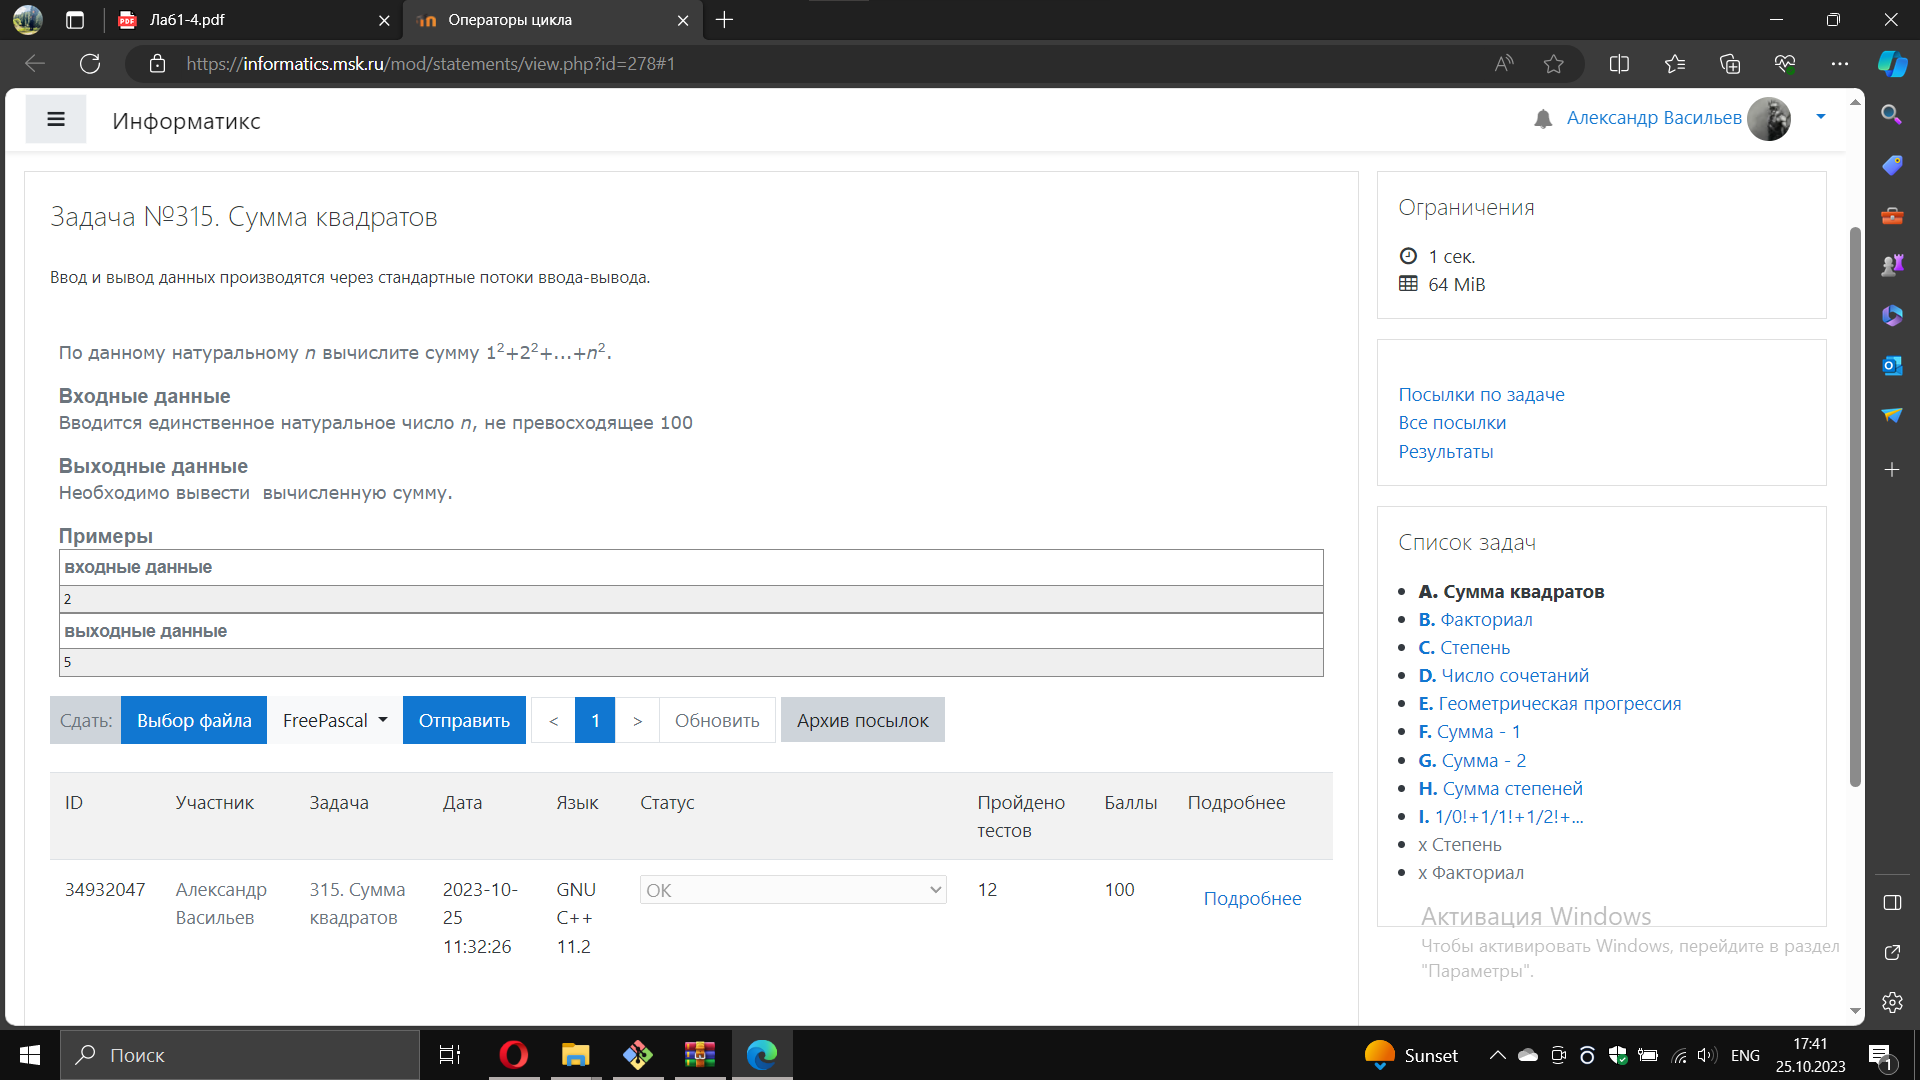 Лаб1-4.pdf
Операторы цикла
https://informatics.msk.ru/mod/statements/view.php?id=278#1
Информатикс
Александр Васильев
Задача №315. Сумма квадратов
Ввод и вывод данных производятся через стандартные потоки ввода-вывода.
По данному натуральному n вычислите сумму 1²+2²+...+n².
Входные данные
Вводится единственное натуральное число n, не превосходящее 100
Выходные данные
Необходимо вывести вычисленную сумму.
Примеры
входные данные
2
выходные данные
5
Сдать: Выбор файла FreePascal Отправить < 1 > Обновить Архив посылок
ID Участник Задача Дата Язык Статус Пройдено тестов Баллы Подробнее
34932047 Александр Васильев 315. Сумма квадратов 2023-10-25 11:32:26 GNU C++ 11.2 OK 12 100 Подробнее
Ограничения
1 сек.
64 MiB
Посылки по задаче
Все посылки
Результаты
Список задач
A. Сумма квадратов
B. Факториал
C. Степень
D. Число сочетаний
E. Геометрическая прогрессия
F. Сумма - 1
G. Сумма - 2
H. Сумма степеней
I. 1/0!+1/1!+1/2!+...
x Степень
x Факториал
Активация Windows
Чтобы активировать Windows, перейдите в раздел
"Параметры".
Поиск
Sunset
ENG
17:41
25.10.2023
1